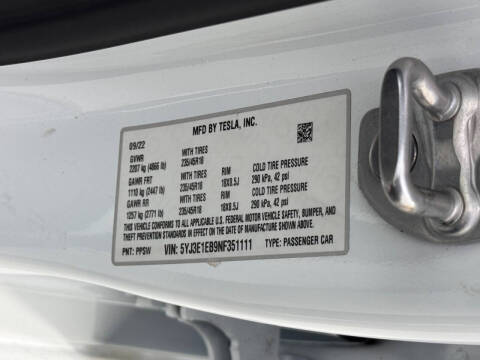 MFD BY TESLA, INC.
09/22
GVWR WITH TIRES
2207 kg (4866 lb) 235/45R18
GAWR FRT WITH TIRES RIM COLD TIRE PRESSURE
1110 kg (2447 lb) 235/45R18 18X8.5J 290 kPa, 42 psi
GAWR RR WITH TIRES RIM COLD TIRE PRESSURE
1257 kg (2771 lb) 235/45R18 18X8.5J 290 kPa, 42 psi
THIS VEHICLE CONFORMS TO ALL APPLICABLE U.S. FEDERAL MOTOR VEHICLE SAFETY, BUMPER, AND
THEFT PREVENTION STANDARDS IN EFFECT ON THE DATE OF MANUFACTURE SHOWN ABOVE.
PNT: PPSW VIN: 5YJ3E1EB9NF351111 TYPE: PASSENGER CAR